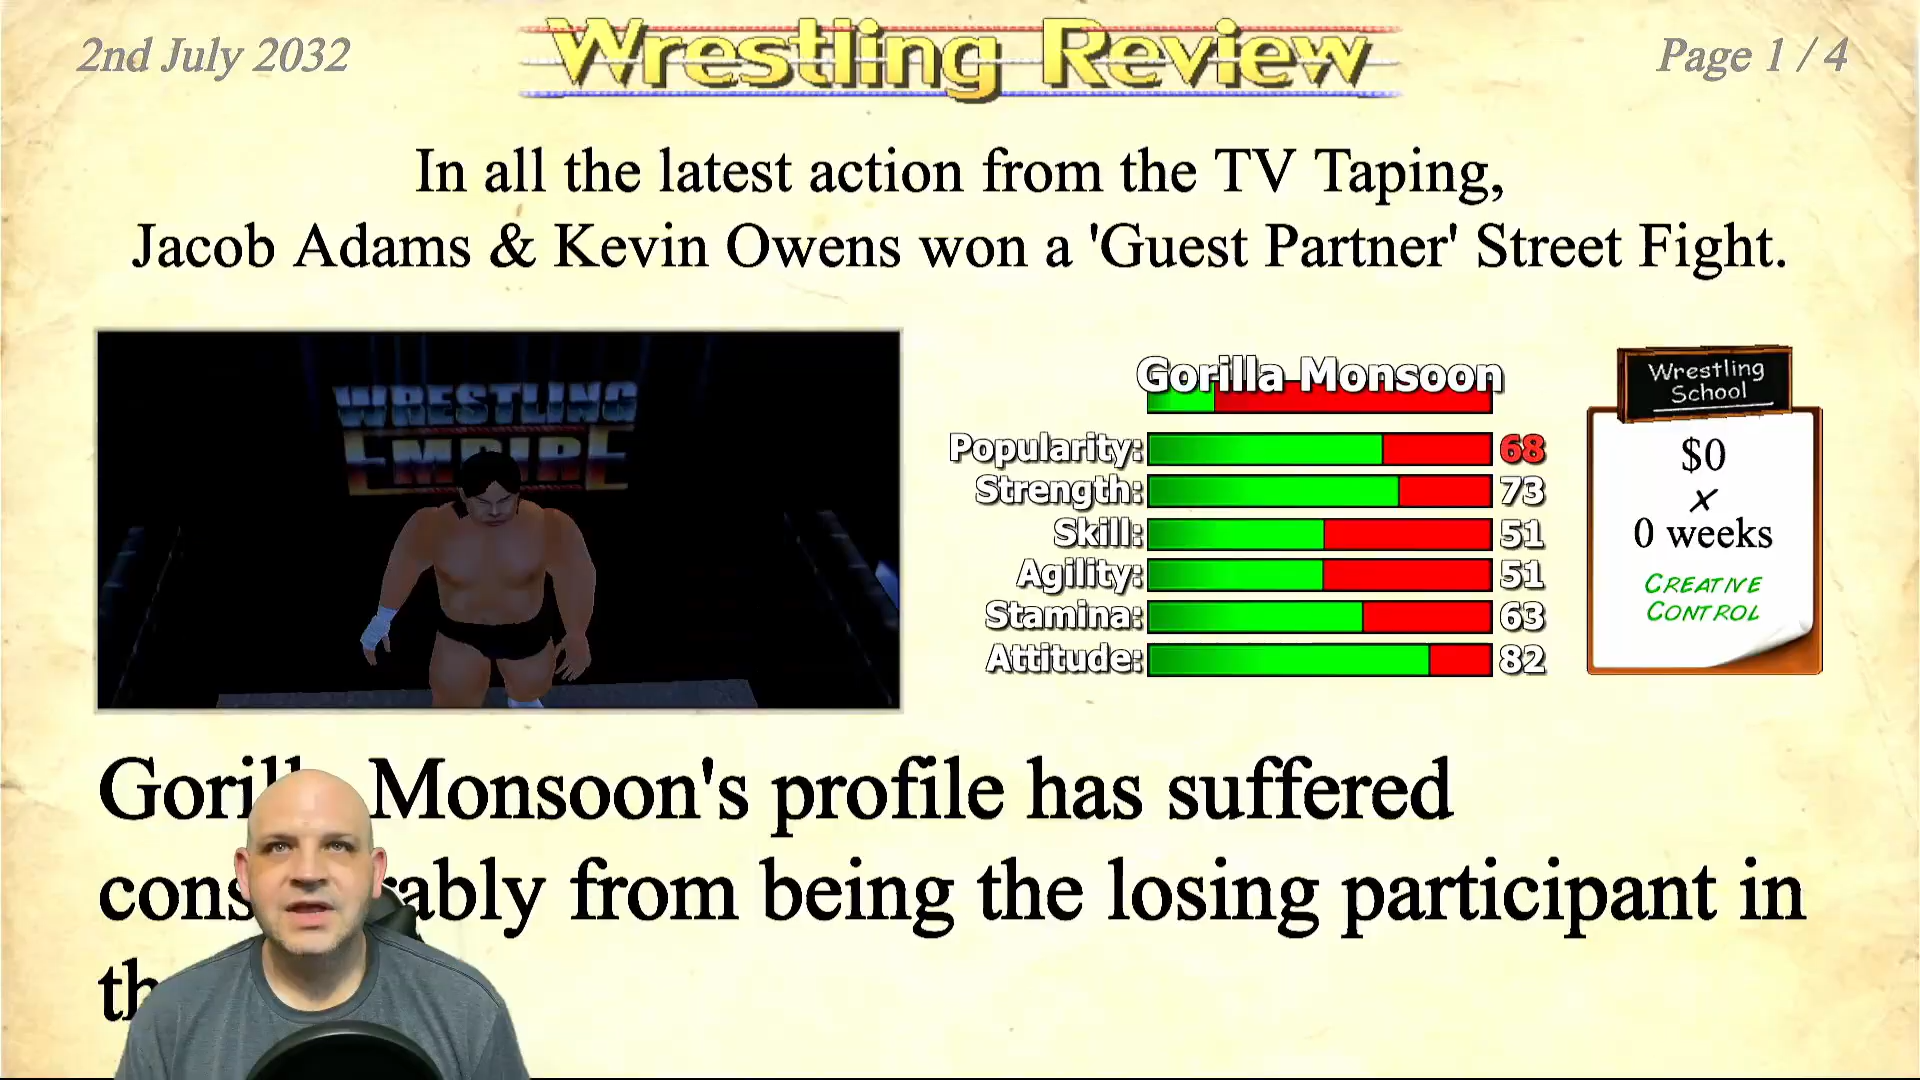 2nd July 2032
Wrestling Review
Page 1 / 4
In all the latest action from the TV Taping,
Jacob Adams & Kevin Owens won a 'Guest Partner' Street Fight.
WRESTLING
EMPIRE
Gorilla Monsoon
Popularity: 68
Strength: 73
Skill: 51
Agility: 51
Stamina: 63
Attitude: 82
Wrestling
School
$0
x
0 weeks
CREATIVE
CONTROL
Gorilla Monsoon's profile has suffered
considerably from being the losing participant in